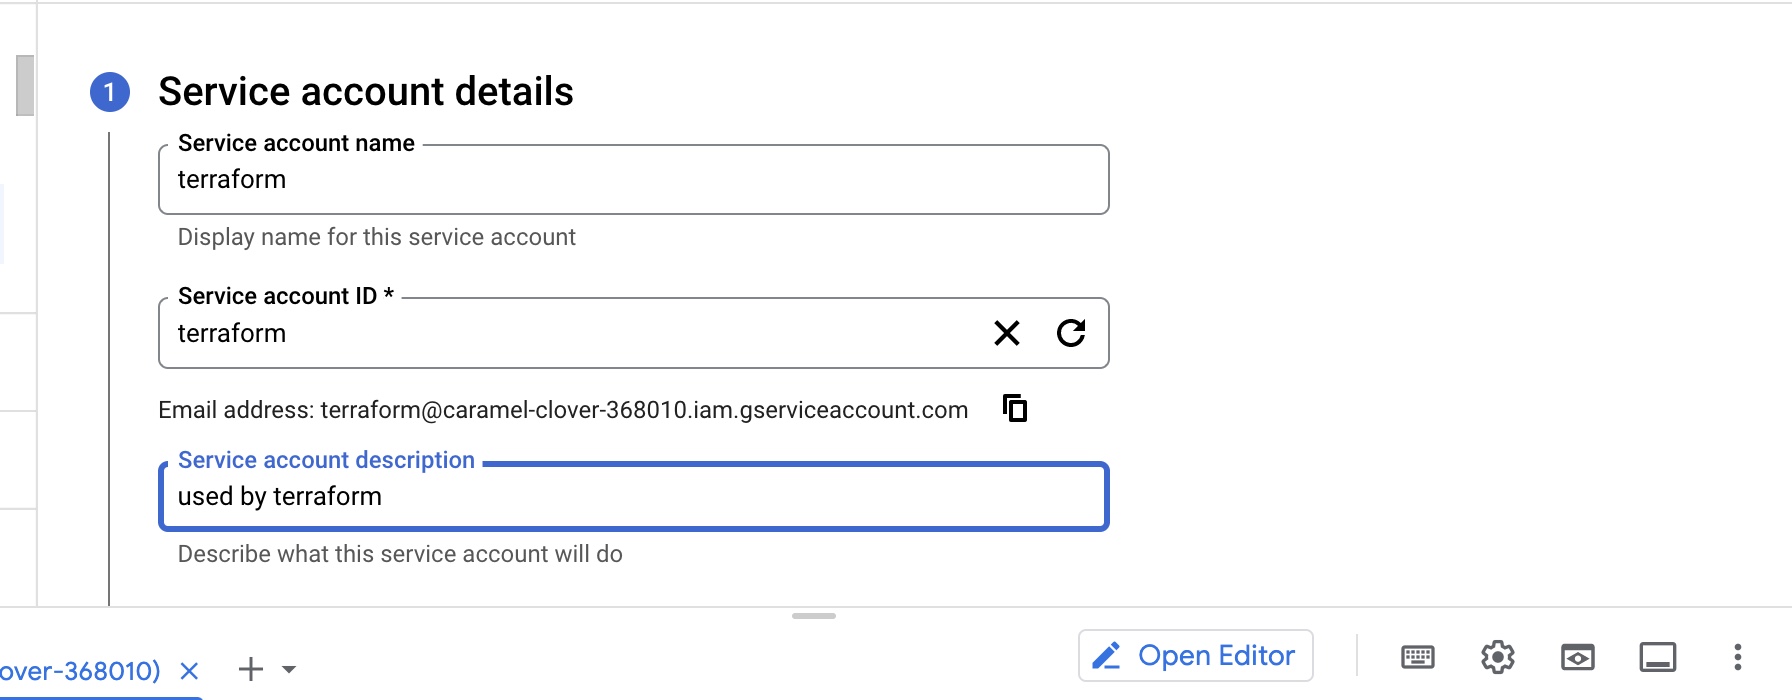 1 Service account details
Service account name
terraform
Display name for this service account
Service account ID *
terraform
Email address: terraform@caramel-clover-368010.iam.gserviceaccount.com
Service account description
used by terraform
Describe what this service account will do
over-368010)
Open Editor